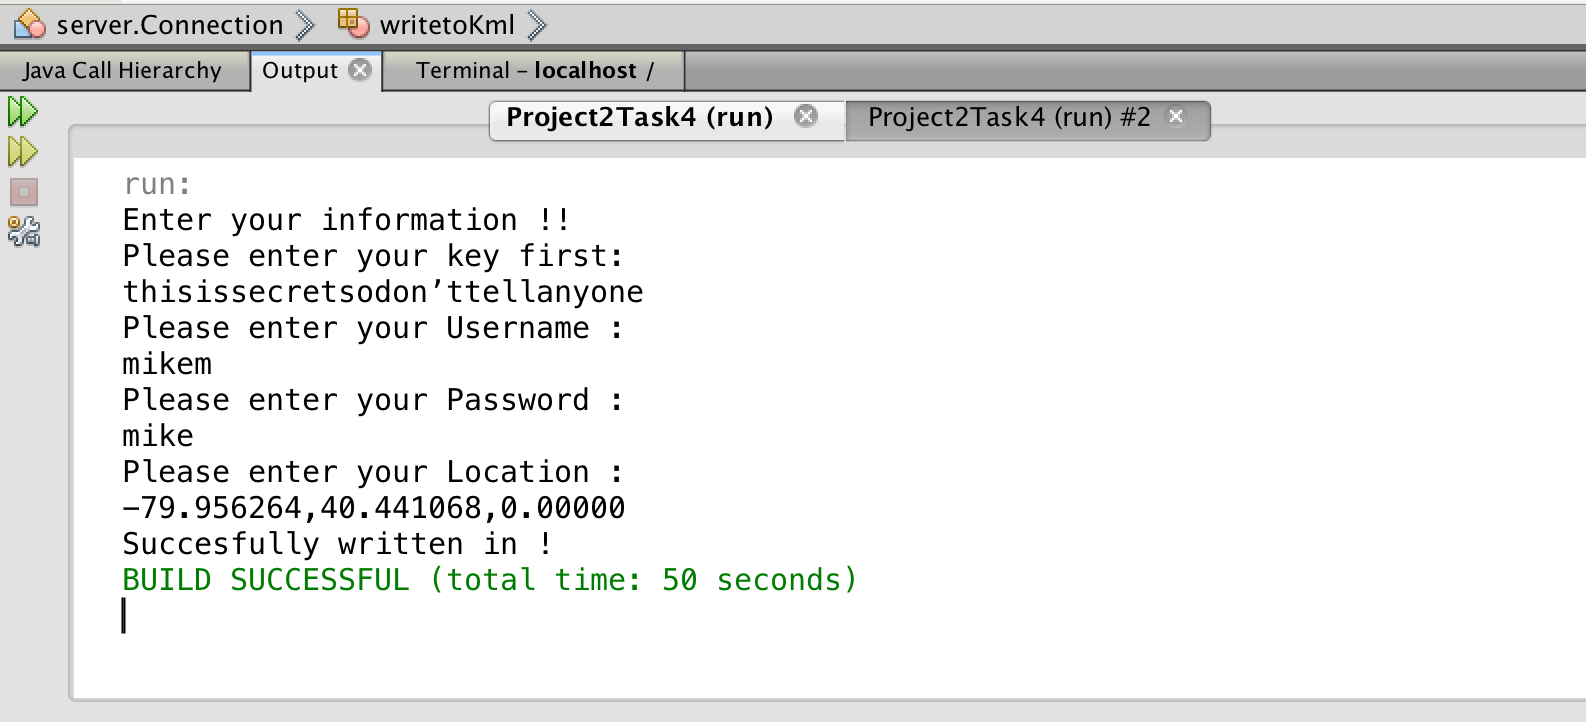 server.Connection writetoKml
Java Call Hierarchy Output Terminal – localhost /
Project2Task4 (run) Project2Task4 (run) #2
run:
Enter your information !!
Please enter your key first:
thisissecretsodon’ttellanyone
Please enter your Username :
mikem
Please enter your Password :
mike
Please enter your Location :
−79.956264,40.441068,0.00000
Succesfully written in !
BUILD SUCCESSFUL (total time: 50 seconds)